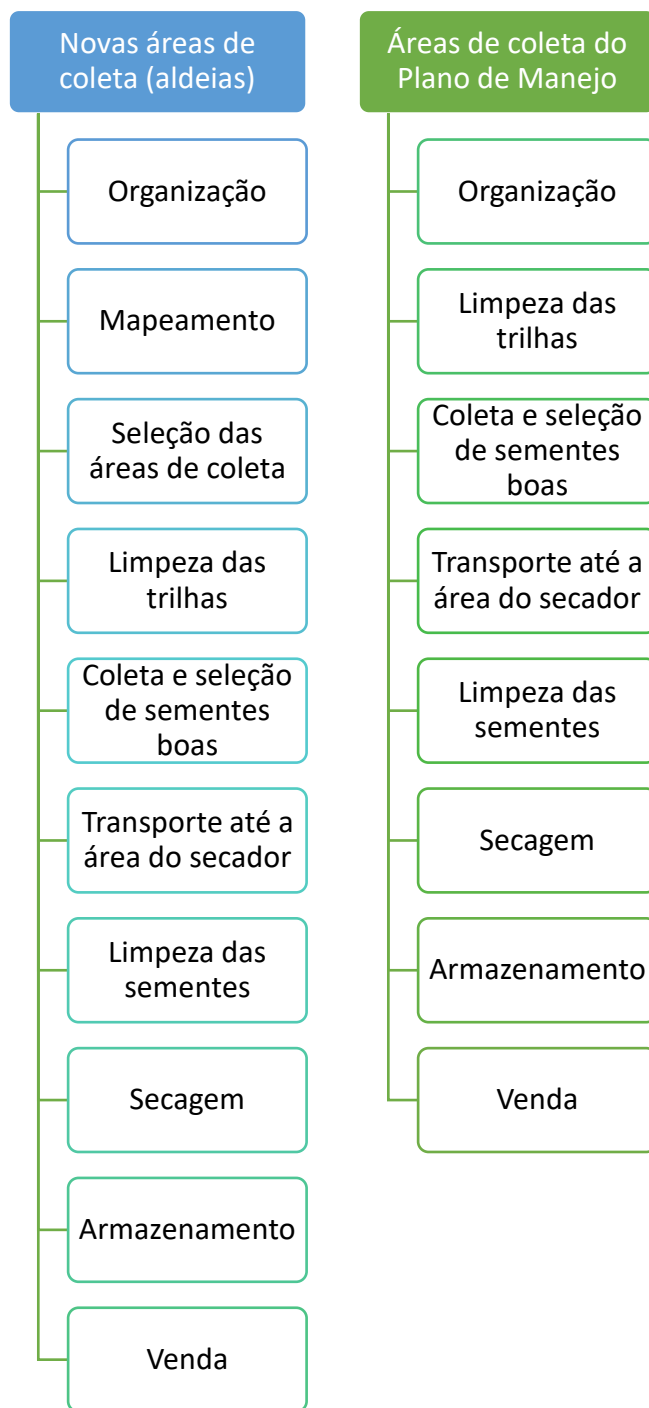 Novas áreas de
coleta (aldeias)
Organização
Mapeamento
Seleção das
áreas de coleta
Limpeza das
trilhas
Coleta e seleção
de sementes
boas
Transporte até a
área do secador
Limpeza das
sementes
Secagem
Armazenamento
Venda
Áreas de coleta do
Plano de Manejo
Organização
Limpeza das
trilhas
Coleta e seleção
de sementes
boas
Transporte até a
área do secador
Limpeza das
sementes
Secagem
Armazenamento
Venda